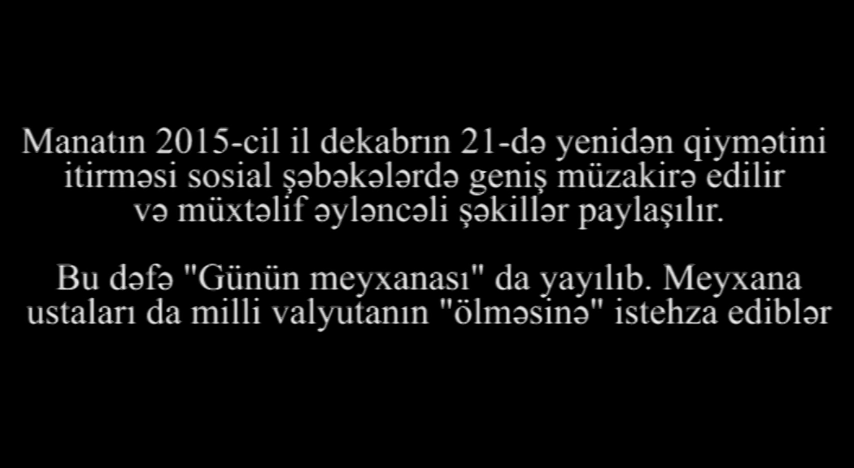 Manatın 2015-cil il dekabrın 21-də yenidən qiymətini
itirməsi sosial şəbəkələrdə geniş müzakirə edilir
və müxtəlif əyləncəli şəkillər paylaşılır.
Bu dəfə "Günün meyxanası" da yayılıb. Meyxana
ustaları da milli valyutanın "ölməsinə" istehza ediblər